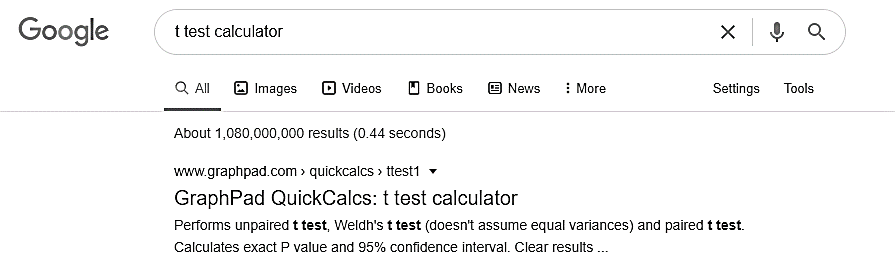 Google
t test calculator
All Images Videos Books News More Settings Tools
About 1,080,000,000 results (0.44 seconds)
www.graphpad.com › quickcalcs › ttest1
GraphPad QuickCalcs: t test calculator
Performs unpaired t test, Weldh's t test (doesn't assume equal variances) and paired t test.
Calculates exact P value and 95% confidence interval. Clear results ...